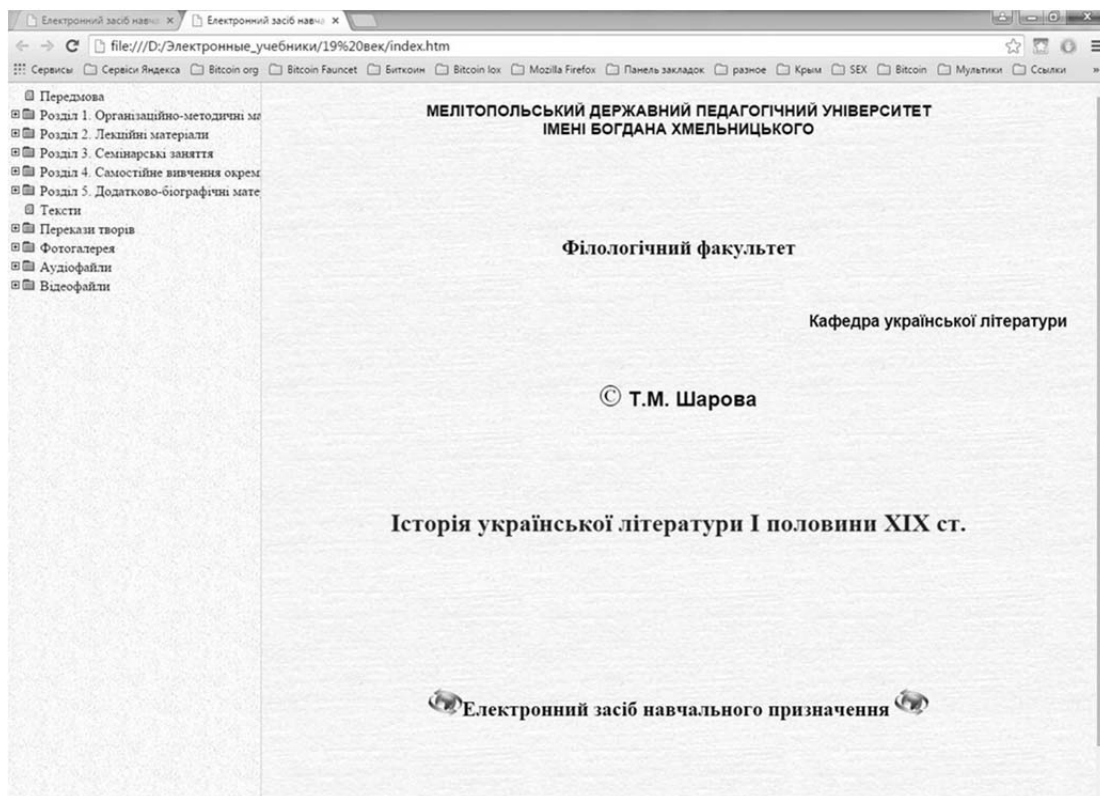 Електронний засіб навча
Електронний засіб навча
file:///D:/Электронные_учебники/19%20век/index.htm
Сервисы Сервіси Яндекса Bitcoin org Bitcoin Fauncet Биткоин Bitcoin lox Mozilla Firefox Панель закладок разное Крым SEX Bitcoin Мультики Ссылки »
Передмова
Розділ 1. Організаційно-методичні ма
Розділ 2. Лекційні матеріали
Розділ 3. Семінарські заняття
Розділ 4. Самостійне вивчення окрем
Розділ 5. Додатково-біографічні мате
Тексти
Перекази творів
Фотогалерея
Аудіофайли
Відеофайли
МЕЛІТОПОЛЬСЬКИЙ ДЕРЖАВНИЙ ПЕДАГОГІЧНИЙ УНІВЕРСИТЕТ
ІМЕНІ БОГДАНА ХМЕЛЬНИЦЬКОГО
Філологічний факультет
Кафедра української літератури
© Т.М. Шарова
Історія української літератури І половини ХІХ ст.
Електронний засіб навчального призначення